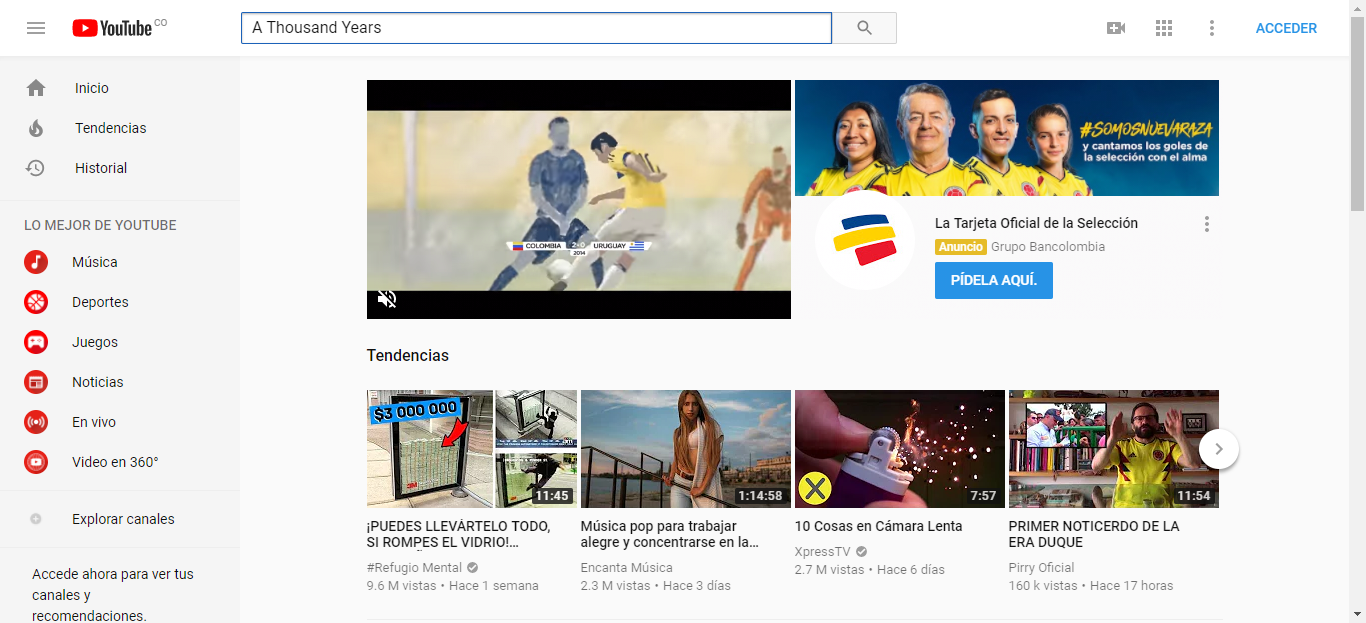 YouTube CO
A Thousand Years
ACCEDER
Inicio
Tendencias
Historial
LO MEJOR DE YOUTUBE
Música
Deportes
Juegos
Noticias
En vivo
Video en 360°
Explorar canales
Accede ahora para ver tus
canales y
recomendaciones.
COLOMBIA 2-0 URUGUAY
2014
#SOMOSNUEVARAZA
y cantamos los goles de
la selección con el alma
La Tarjeta Oficial de la Selección
Anuncio Grupo Bancolombia
PÍDELA AQUÍ.
Tendencias
$3 000 000
3M
11:45
¡PUEDES LLEVÁRTELO TODO,
SI ROMPES EL VIDRIO!...
#Refugio Mental
9.6 M vistas • Hace 1 semana
1:14:58
Música pop para trabajar
alegre y concentrarse en la...
Encanta Música
2.3 M vistas • Hace 3 días
7:57
10 Cosas en Cámara Lenta
XpressTV
2.7 M vistas • Hace 6 días
11:54
PRIMER NOTICERDO DE LA
ERA DUQUE
Pirry Oficial
160 k vistas • Hace 17 horas